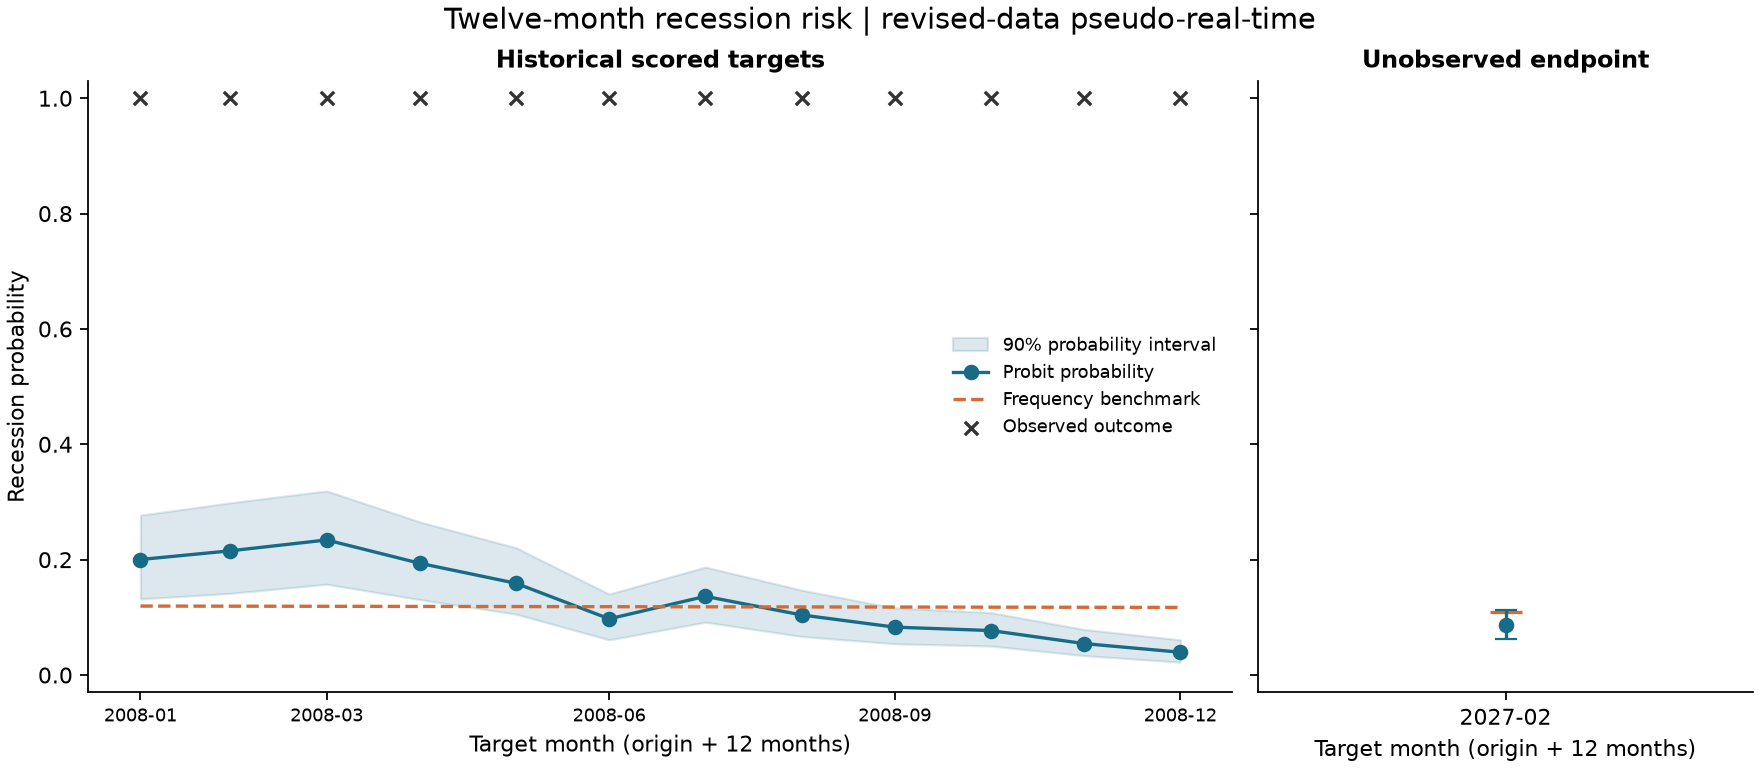 Twelve-month recession risk | revised-data pseudo-real-time
Historical scored targets
Unobserved endpoint
Recession probability
1.0
0.8
0.6
0.4
0.2
0.0
90% probability interval
Probit probability
Frequency benchmark
Observed outcome
2008-01
2008-03
2008-06
2008-09
2008-12
Target month (origin + 12 months)
2027-02
Target month (origin + 12 months)